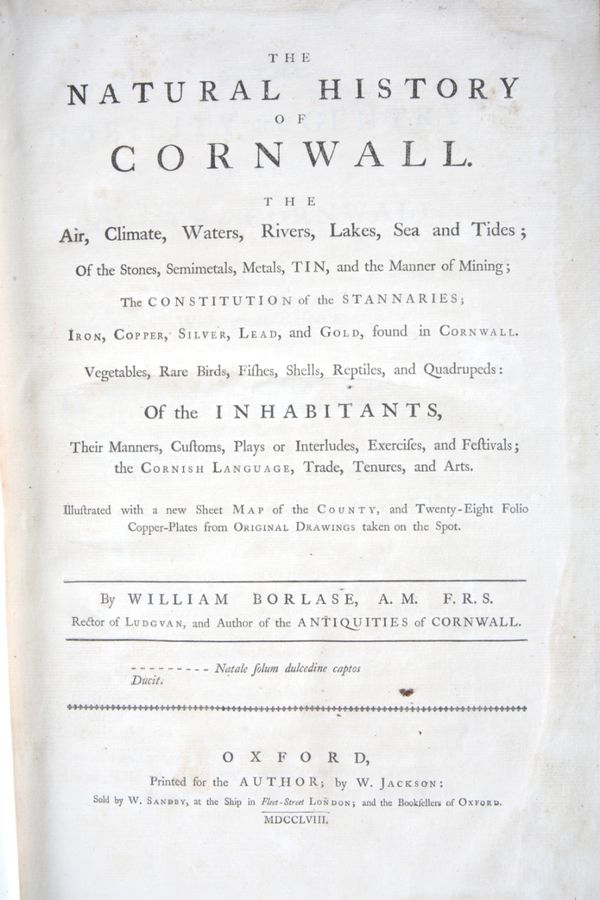 THE
NATURAL HISTORY
OF
CORNWALL.
THE
Air, Climate, Waters, Rivers, Lakes, Sea and Tides;
Of the Stones, Semimetals, Metals, TIN, and the Manner of Mining;
The CONSTITUTION of the STANNARIES;
IRON, COPPER, SILVER, LEAD, and GOLD, found in CORNWALL.
Vegetables, Rare Birds, Fiſhes, Shells, Reptiles, and Quadrupeds:
Of the INHABITANTS,
Their Manners, Cuſtoms, Plays or Interludes, Exerciſes, and Feſtivals;
the CORNISH LANGUAGE, Trade, Tenures, and Arts.
Illuſtrated with a new Sheet MAP of the COUNTY, and Twenty-Eight Folio
Copper-Plates from ORIGINAL DRAWINGS taken on the Spot.
By WILLIAM BORLASE, A. M. F. R. S.
Rector of LUDGVAN, and Author of the ANTIQUITIES of CORNWALL.
- - - - - - - - - Natale ſolum dulcedine captos
Ducit.
OXFORD,
Printed for the AUTHOR; by W. JACKSON:
Sold by W. SANDBY, at the Ship in Fleet-Street LONDON; and the Bookſellers of OXFORD.
MDCCLVIII.